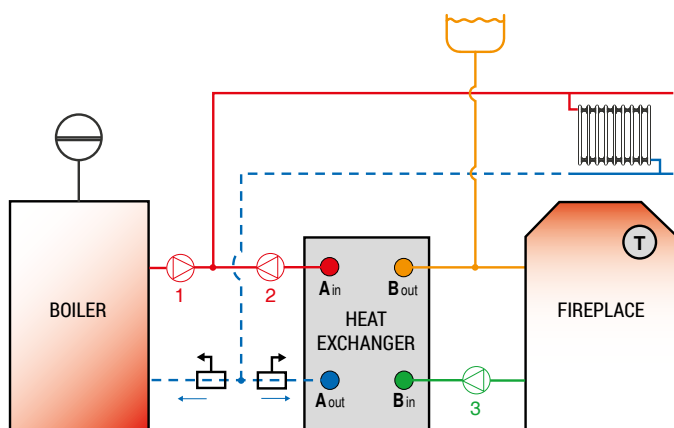 T
BOILER
1
2
A in
B out
HEAT
EXCHANGER
FIREPLACE
A out
B in
3